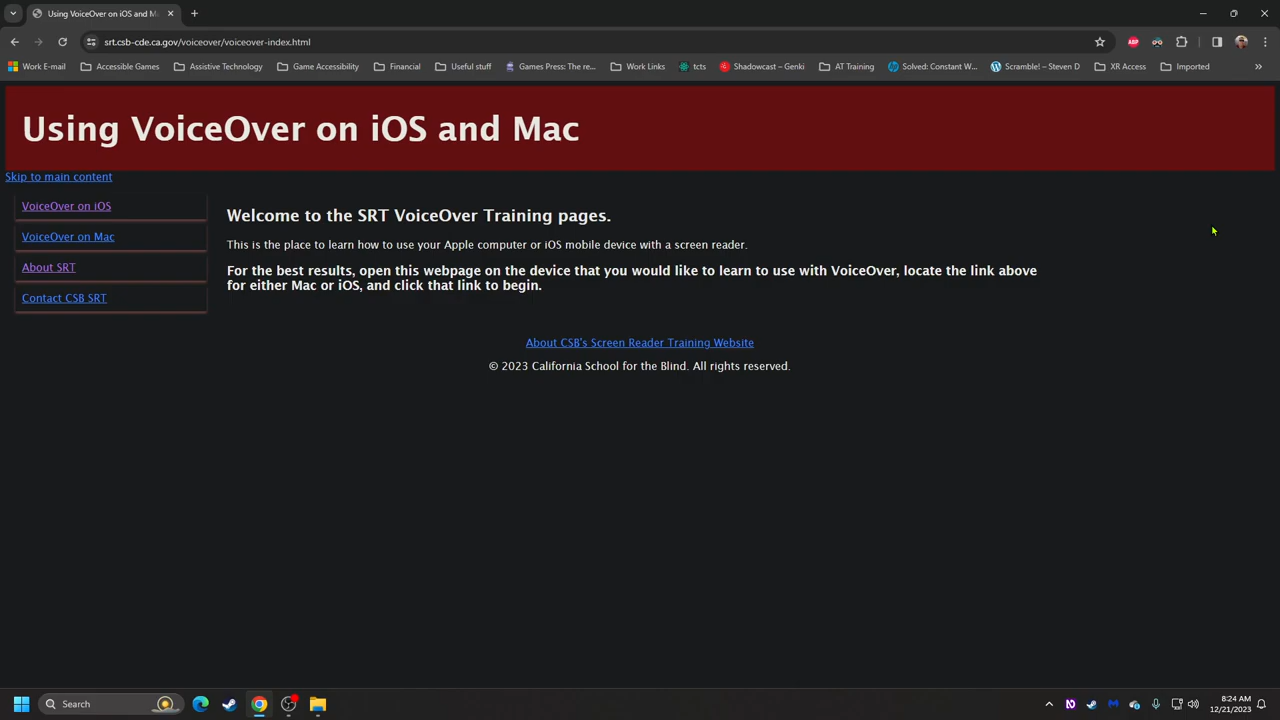 Using VoiceOver on iOS and M
srt.csb-cde.ca.gov/voiceover/voiceover-index.html
ABP
Work E-mail
Accessible Games
Assistive Technology
Game Accessibility
Financial
Useful stuff
Games Press: The re...
Work Links
tcts
Shadowcast – Genki
AT Training
Solved: Constant W...
Scramble! – Steven D
XR Access
Imported
Using VoiceOver on iOS and Mac
Skip to main content
VoiceOver on iOS
VoiceOver on Mac
About SRT
Contact CSB SRT
Welcome to the SRT VoiceOver Training pages.
This is the place to learn how to use your Apple computer or iOS mobile device with a screen reader.
For the best results, open this webpage on the device that you would like to learn to use with VoiceOver, locate the link above
for either Mac or iOS, and click that link to begin.
About CSB's Screen Reader Training Website
© 2023 California School for the Blind. All rights reserved.
Search
8:24 AM
12/21/2023